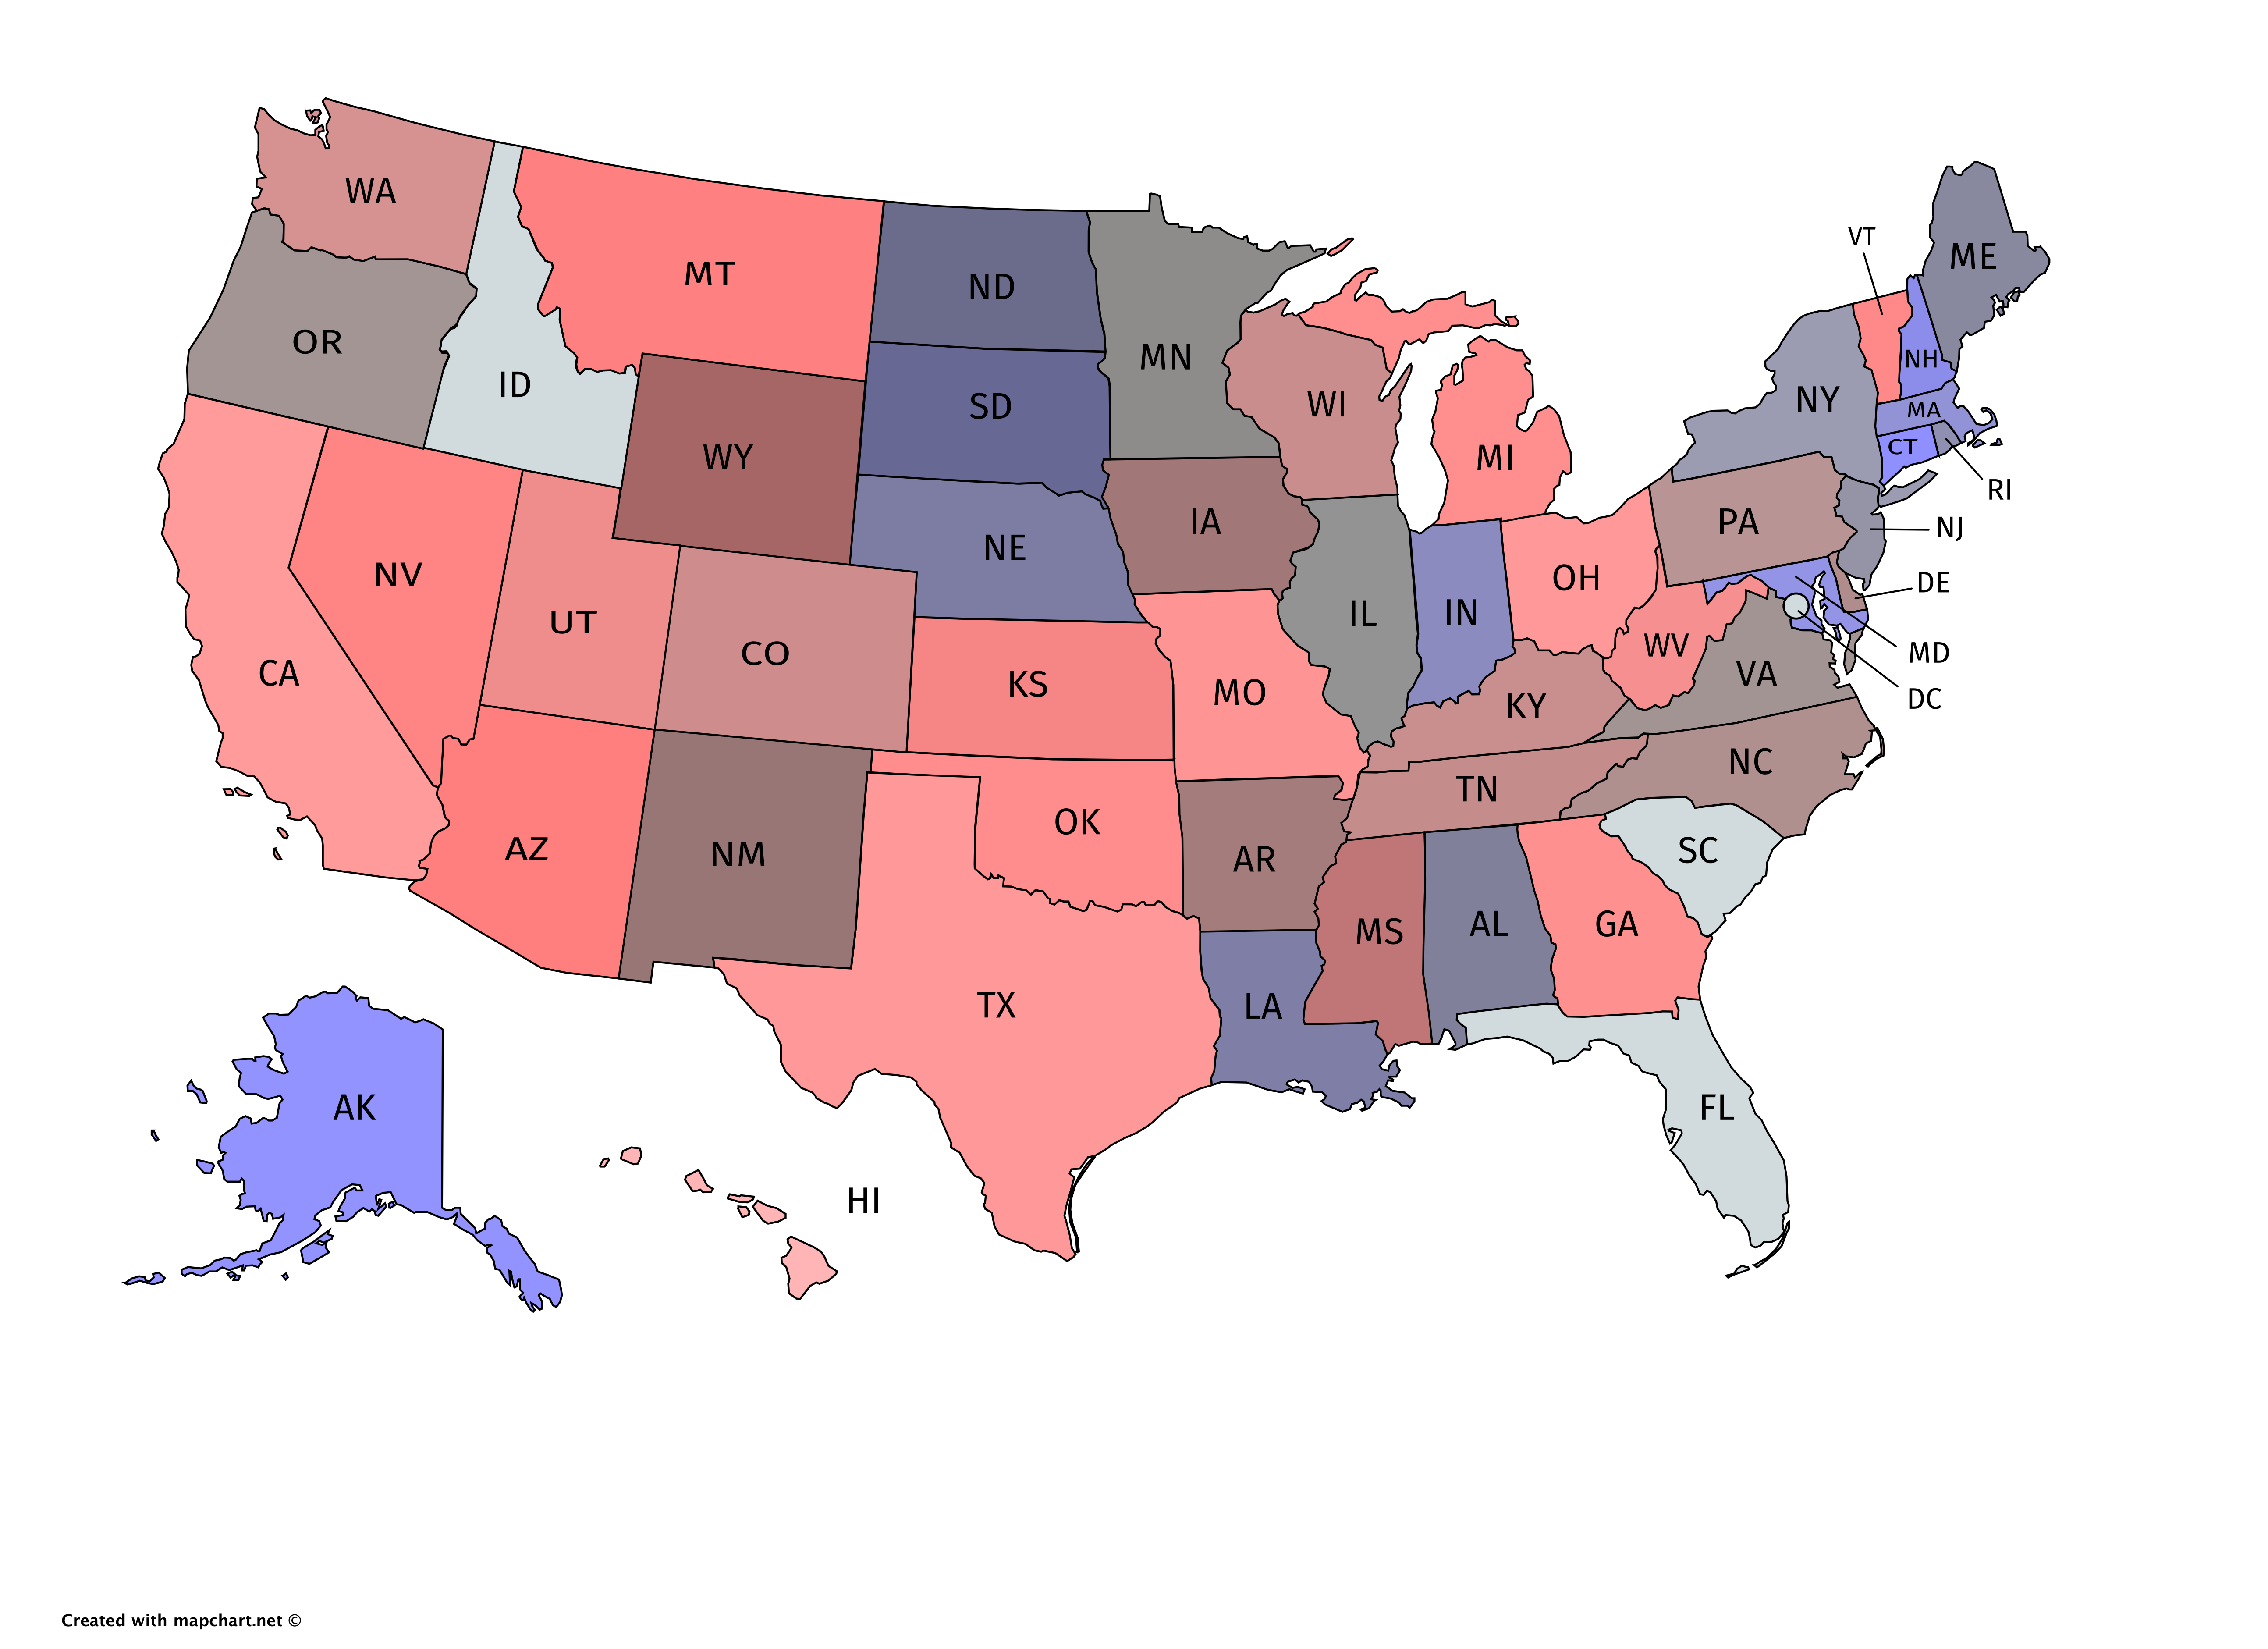 WA
VT
ME
MT
ND
OR
MN
NH
ID
NY
WI
SD
MA
CT
WY
MI
RI
IA
PA
NJ
NE
NV
OH
DE
UT
IL
IN
WV
CO
MD
CA
VA
KS
MO
DC
KY
NC
TN
OK
AZ
NM
AR
SC
MS
AL
GA
TX
LA
AK
FL
HI
Created with mapchart.net ©